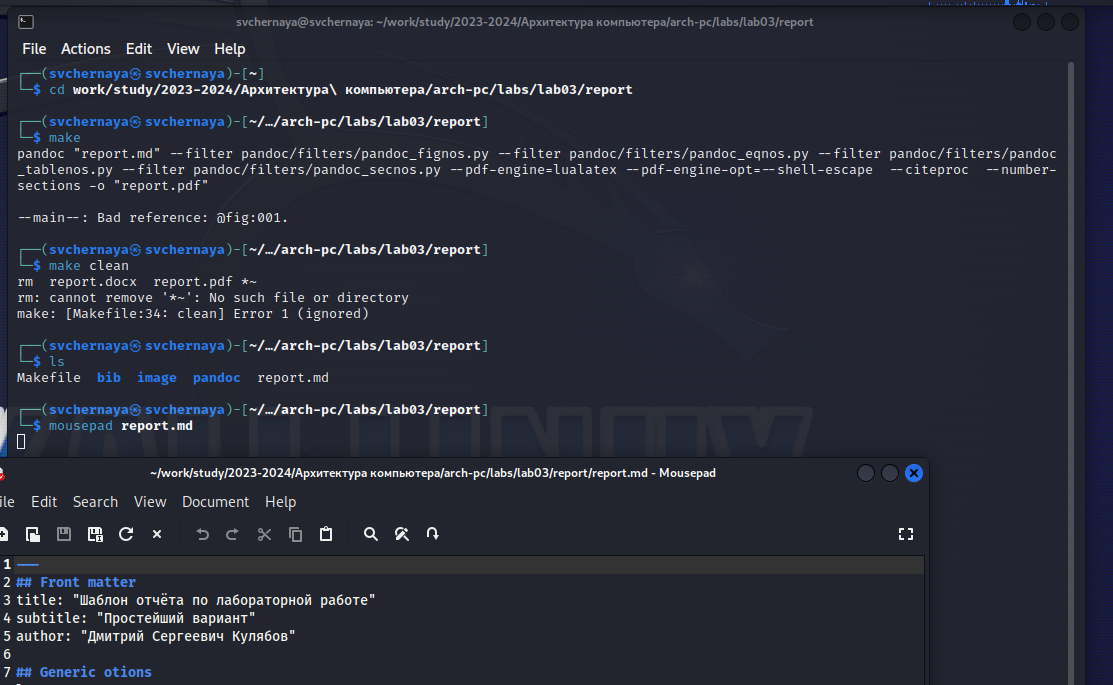 svchernaya@svchernaya: ~/work/study/2023-2024/Архитектура компьютера/arch-pc/labs/lab03/report
File Actions Edit View Help
┌──(svchernaya㉿svchernaya)-[~]
└─$ cd work/study/2023-2024/Архитектура\ компьютера/arch-pc/labs/lab03/report
┌──(svchernaya㉿svchernaya)-[~/…/arch-pc/labs/lab03/report]
└─$ make
pandoc "report.md" --filter pandoc/filters/pandoc_fignos.py --filter pandoc/filters/pandoc_eqnos.py --filter pandoc/filters/pandoc
_tablenos.py --filter pandoc/filters/pandoc_secnos.py --pdf-engine=lualatex --pdf-engine-opt=--shell-escape  --citeproc  --number-
sections -o "report.pdf"
--main--: Bad reference: @fig:001.
┌──(svchernaya㉿svchernaya)-[~/…/arch-pc/labs/lab03/report]
└─$ make clean
rm  report.docx  report.pdf *~
rm: cannot remove '*~': No such file or directory
make: [Makefile:34: clean] Error 1 (ignored)
┌──(svchernaya㉿svchernaya)-[~/…/arch-pc/labs/lab03/report]
└─$ ls
Makefile  bib  image  pandoc  report.md
┌──(svchernaya㉿svchernaya)-[~/…/arch-pc/labs/lab03/report]
└─$ mousepad report.md
~/work/study/2023-2024/Архитектура компьютера/arch-pc/labs/lab03/report/report.md - Mousepad
ile Edit Search View Document Help
1 ---
2 ## Front matter
3 title: "Шаблон отчёта по лабораторной работе"
4 subtitle: "Простейший вариант"
5 author: "Дмитрий Сергеевич Кулябов"
6
7 ## Generic otions